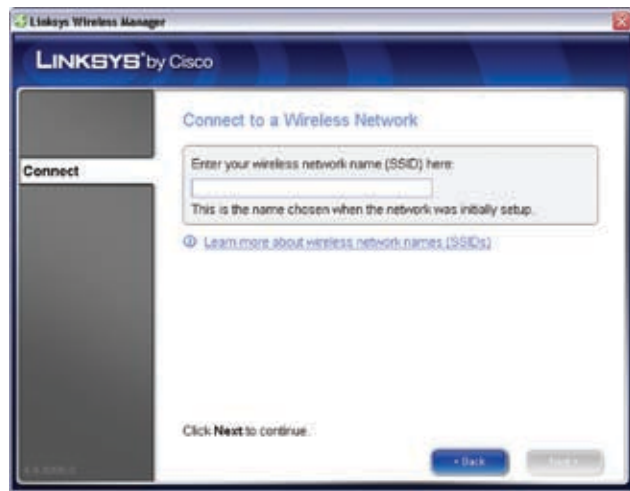 Linksys Wireless Manager
LINKSYS® by Cisco
Connect to a Wireless Network
Connect
Enter your wireless network name (SSID) here:
This is the name chosen when the network was initially setup.
Learn more about wireless network names (SSIDs)
Click Next to continue.
‹ Back
Next ›